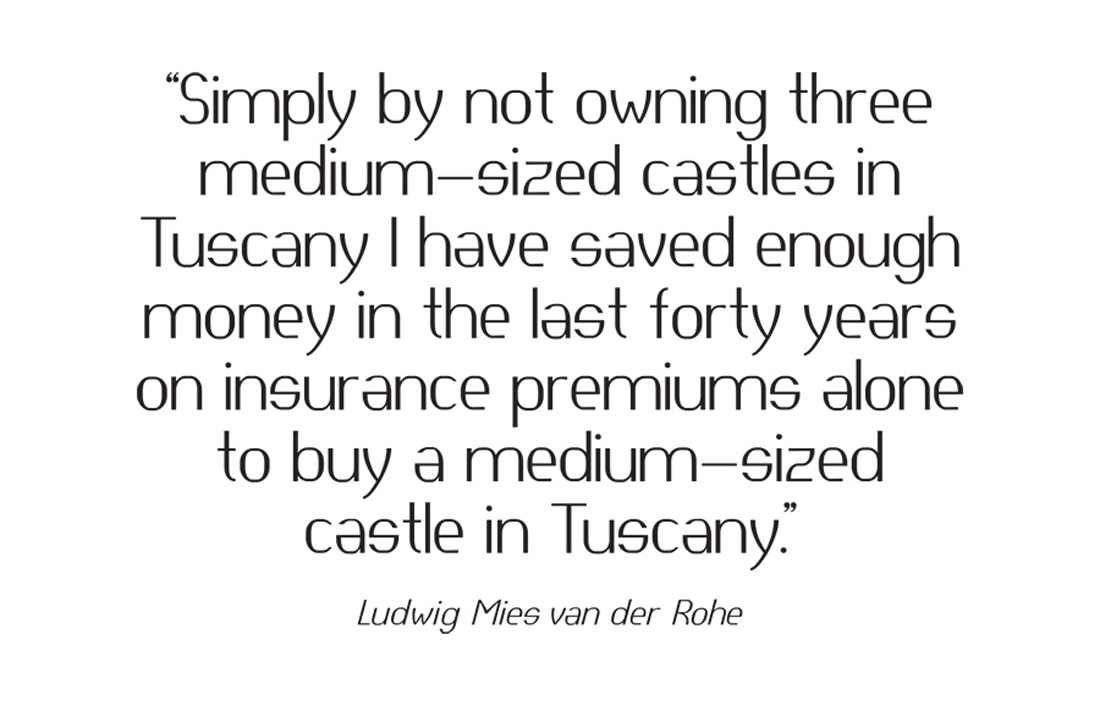 “Simply by not owning three
medium–sized castles in
Tuscany I have saved enough
money in the last forty years
on insurance premiums alone
to buy a medium–sized
castle in Tuscany.”
Ludwig Mies van der Rohe